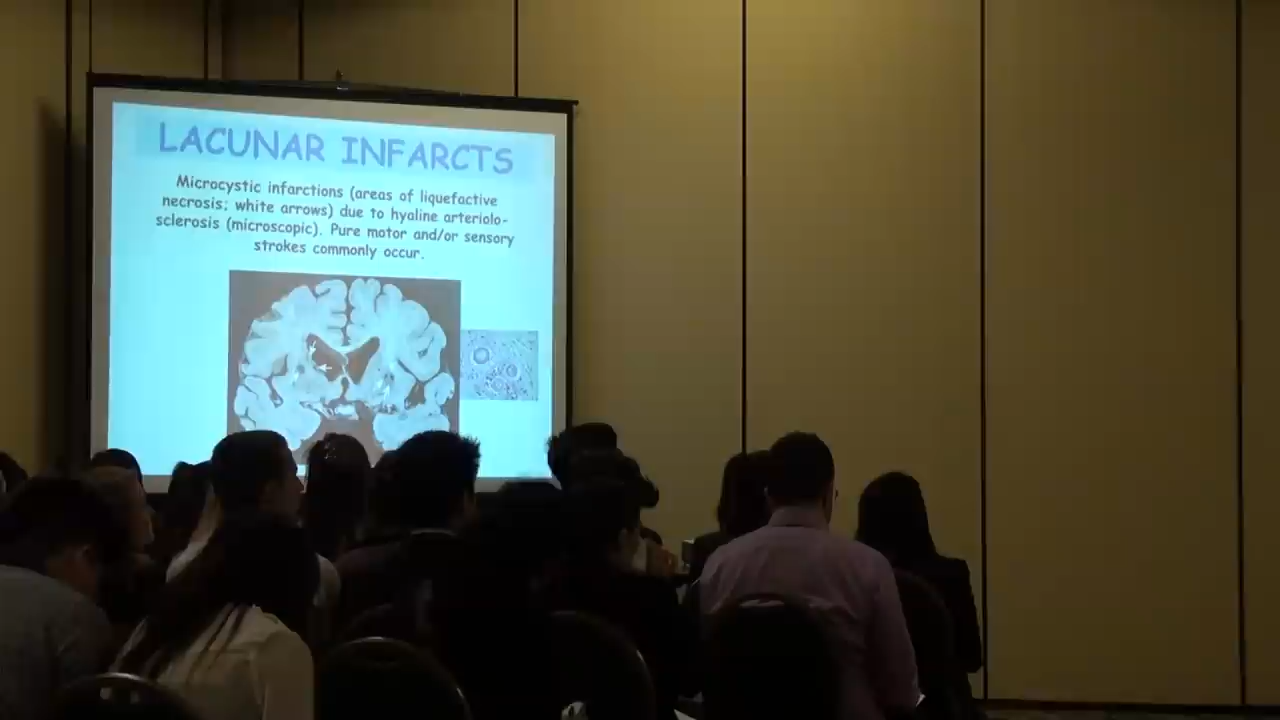 LACUNAR INFARCTS
Microcystic infarctions (areas of liquefactive
necrosis; white arrows) due to hyaline arteriolo-
sclerosis (microscopic). Pure motor and/or sensory
strokes commonly occur.